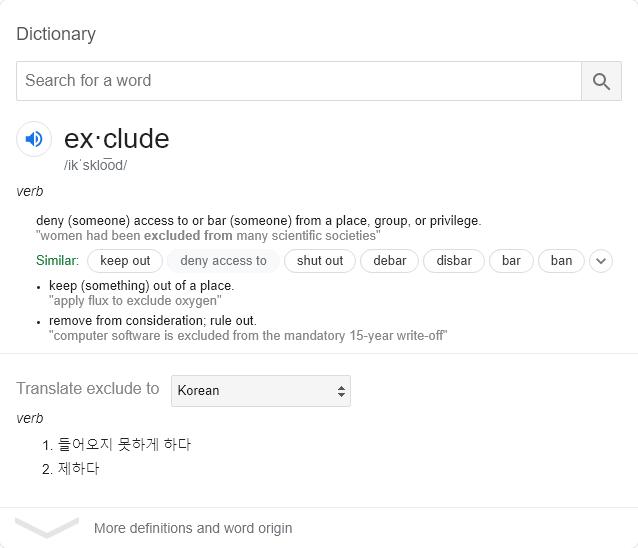 Dictionary
Search for a word
ex·clude
/ikˈsklo͞od/
verb
deny (someone) access to or bar (someone) from a place, group, or privilege.
"women had been excluded from many scientific societies"
Similar: keep out deny access to shut out debar disbar bar ban
• keep (something) out of a place.
"apply flux to exclude oxygen"
• remove from consideration; rule out.
"computer software is excluded from the mandatory 15-year write-off"
Translate exclude to Korean
verb
1. 들어오지 못하게 하다
2. 제하다
More definitions and word origin